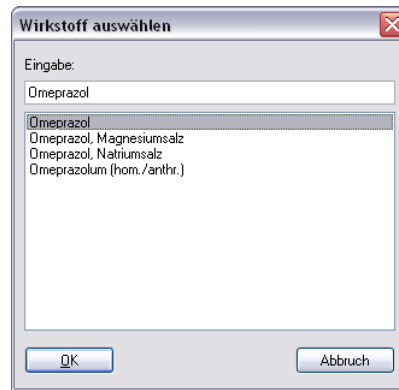 Wirkstoff auswählen
Eingabe:
Omeprazol
Omeprazol
Omeprazol, Magnesiumsalz
Omeprazol, Natriumsalz
Omeprazolum (hom./anthr.)
OK
Abbruch